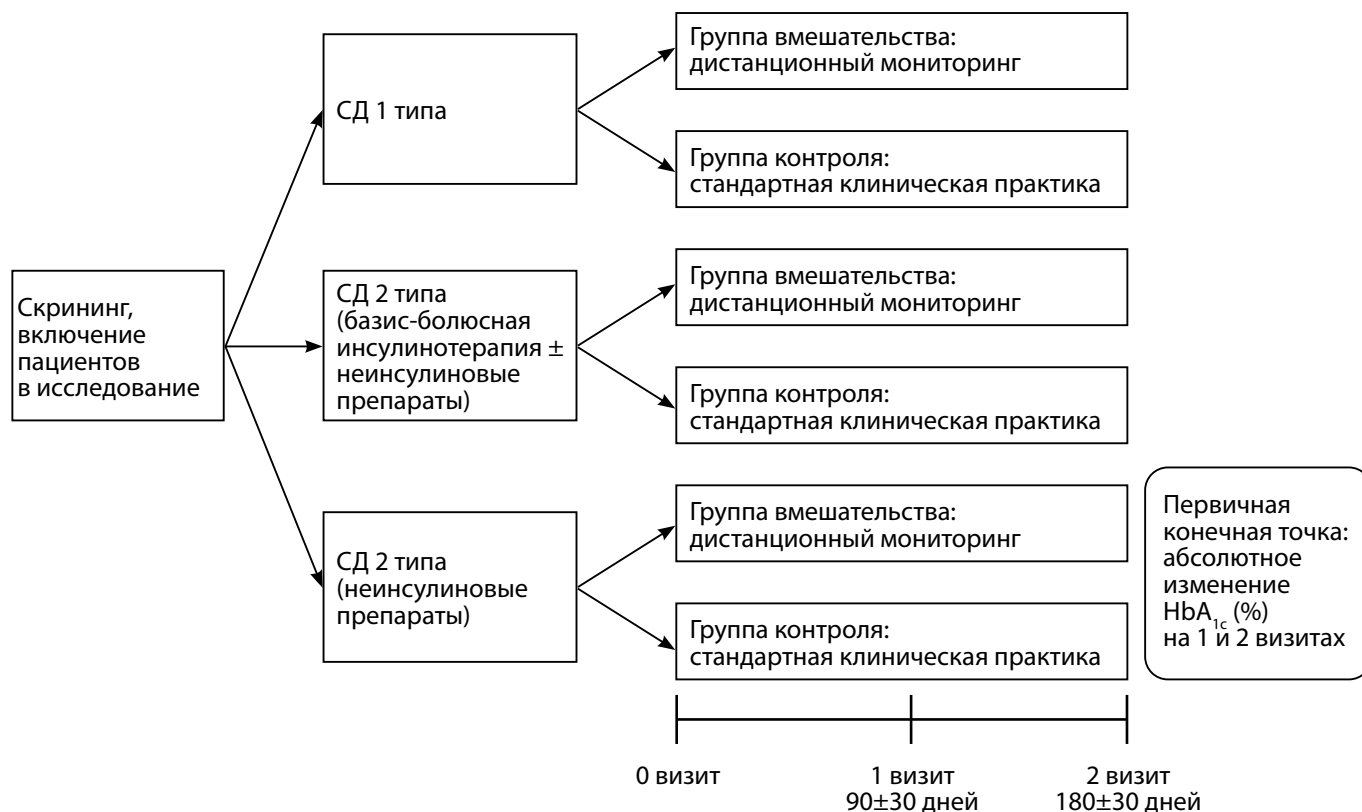 Скрининг,
включение
пациентов
в исследование
СД 1 типа
Группа вмешательства:
дистанционный мониторинг
Группа контроля:
стандартная клиническая практика
СД 2 типа
(базис-болюсная
инсулинотерапия ±
неинсулиновые
препараты)
Группа вмешательства:
дистанционный мониторинг
Группа контроля:
стандартная клиническая практика
СД 2 типа
(неинсулиновые
препараты)
Группа вмешательства:
дистанционный мониторинг
Группа контроля:
стандартная клиническая практика
Первичная
конечная точка:
абсолютное
изменение
HbA1c (%)
на 1 и 2 визитах
0 визит
1 визит
90±30 дней
2 визит
180±30 дней